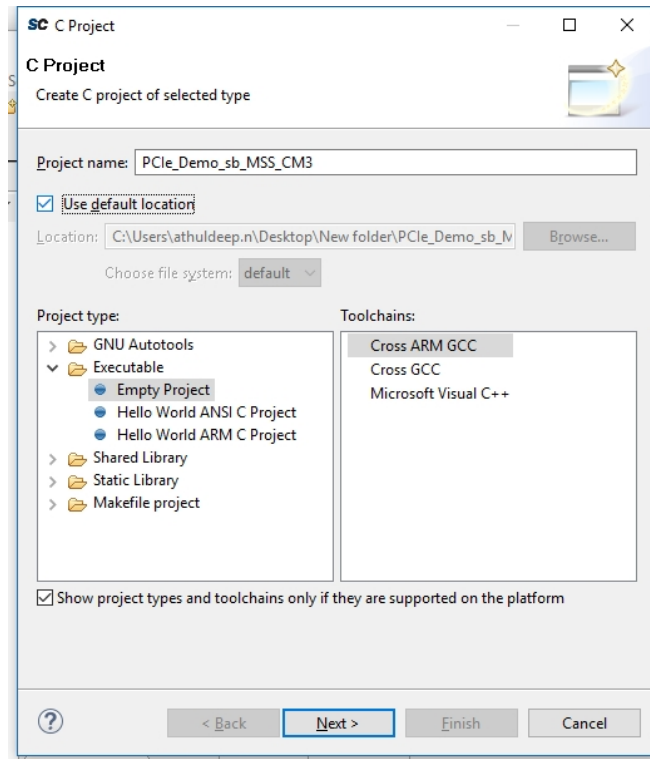 SC C Project
C Project
Create C project of selected type
Project name: PCIe_Demo_sb_MSS_CM3
Use default location
Location: C:\Users\athuldeep.n\Desktop\New folder\PCIe_Demo_sb_M Browse...
Choose file system: default
Project type:
GNU Autotools
Executable
Empty Project
Hello World ANSI C Project
Hello World ARM C Project
Shared Library
Static Library
Makefile project
Toolchains:
Cross ARM GCC
Cross GCC
Microsoft Visual C++
Show project types and toolchains only if they are supported on the platform
? < Back Next > Finish Cancel